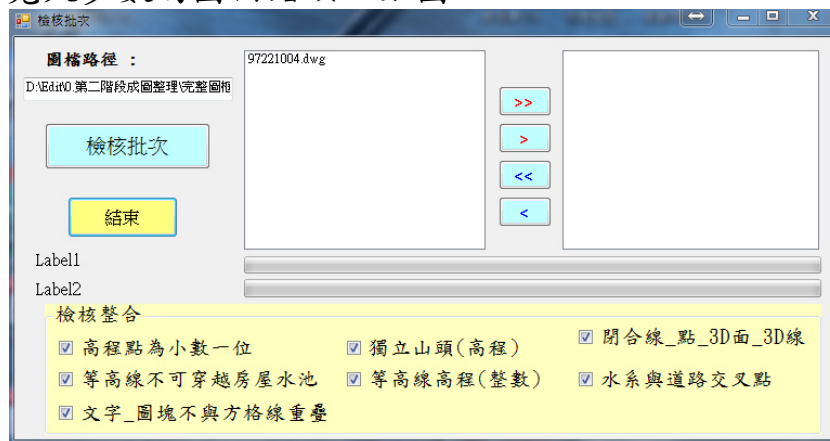 檢核批次
圖檔路徑：
D:\Edit\0.第二階段成圖整理\完整圖檔
97221004.dwg
>>
>
<<
<
檢核批次
結束
Label1
Label2
檢核整合
高程點為小數一位
獨立山頭(高程)
閉合線_點_3D面_3D線
等高線不可穿越房屋水池
等高線高程(整數)
水系與道路交叉點
文字_圖塊不與方格線重疊